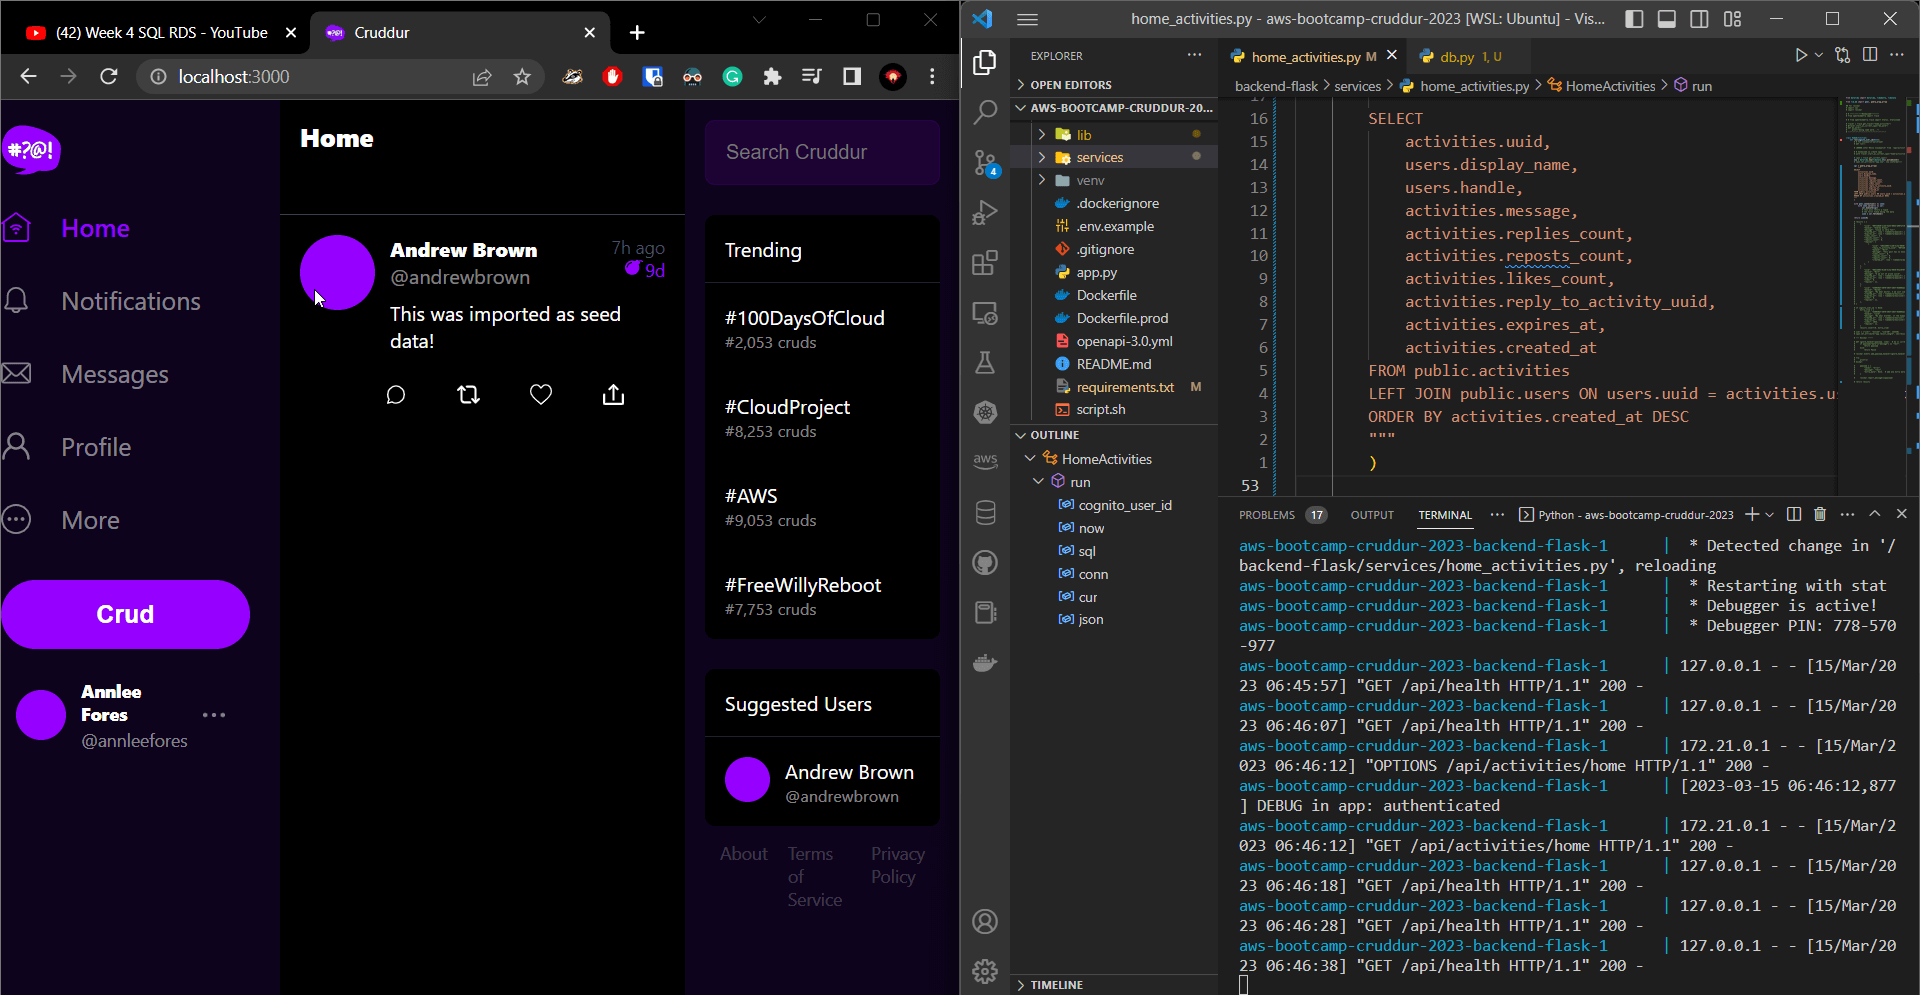 (42) Week 4 SQL RDS - YouTube
Cruddur
localhost:3000
#?@!
Home
Notifications
Messages
Profile
More
Crud
Annlee
Fores
@annleefores
Home
Andrew Brown
7h ago
@andrewbrown
9d
This was imported as seed
data!
Search Cruddur
Trending
#100DaysOfCloud
#2,053 cruds
#CloudProject
#8,253 cruds
#AWS
#9,053 cruds
#FreeWillyReboot
#7,753 cruds
Suggested Users
Andrew Brown
@andrewbrown
About
Terms
of
Service
Privacy
Policy
home_activities.py - aws-bootcamp-cruddur-2023 [WSL: Ubuntu] - Vis...
EXPLORER
OPEN EDITORS
AWS-BOOTCAMP-CRUDDUR-20...
lib
services
venv
.dockerignore
.env.example
.gitignore
app.py
Dockerfile
Dockerfile.prod
openapi-3.0.yml
README.md
requirements.txt M
script.sh
OUTLINE
HomeActivities
run
cognito_user_id
now
sql
conn
cur
json
TIMELINE
4
aws
home_activities.py M
db.py 1, U
backend-flask > services > home_activities.py > HomeActivities > run
17
16 SELECT
15 activities.uuid,
14 users.display_name,
13 users.handle,
12 activities.message,
11 activities.replies_count,
10 activities.reposts_count,
9 activities.likes_count,
8 activities.reply_to_activity_uuid,
7 activities.expires_at,
6 activities.created_at
5 FROM public.activities
4 LEFT JOIN public.users ON users.uuid = activities.us
3 ORDER BY activities.created_at DESC
2 """
1 )
53
PROBLEMS 17 OUTPUT TERMINAL ... Python - aws-bootcamp-cruddur-2023
aws-bootcamp-cruddur-2023-backend-flask-1 | * Detected change in '/
backend-flask/services/home_activities.py', reloading
aws-bootcamp-cruddur-2023-backend-flask-1 | * Restarting with stat
aws-bootcamp-cruddur-2023-backend-flask-1 | * Debugger is active!
aws-bootcamp-cruddur-2023-backend-flask-1 | * Debugger PIN: 778-570
-977
aws-bootcamp-cruddur-2023-backend-flask-1 | 127.0.0.1 - - [15/Mar/20
23 06:45:57] "GET /api/health HTTP/1.1" 200 -
aws-bootcamp-cruddur-2023-backend-flask-1 | 127.0.0.1 - - [15/Mar/20
23 06:46:07] "GET /api/health HTTP/1.1" 200 -
aws-bootcamp-cruddur-2023-backend-flask-1 | 172.21.0.1 - - [15/Mar/2
023 06:46:12] "OPTIONS /api/activities/home HTTP/1.1" 200 -
aws-bootcamp-cruddur-2023-backend-flask-1 | [2023-03-15 06:46:12,877
] DEBUG in app: authenticated
aws-bootcamp-cruddur-2023-backend-flask-1 | 172.21.0.1 - - [15/Mar/2
023 06:46:12] "GET /api/activities/home HTTP/1.1" 200 -
aws-bootcamp-cruddur-2023-backend-flask-1 | 127.0.0.1 - - [15/Mar/20
23 06:46:18] "GET /api/health HTTP/1.1" 200 -
aws-bootcamp-cruddur-2023-backend-flask-1 | 127.0.0.1 - - [15/Mar/20
23 06:46:28] "GET /api/health HTTP/1.1" 200 -
aws-bootcamp-cruddur-2023-backend-flask-1 | 127.0.0.1 - - [15/Mar/20
23 06:46:38] "GET /api/health HTTP/1.1" 200 -